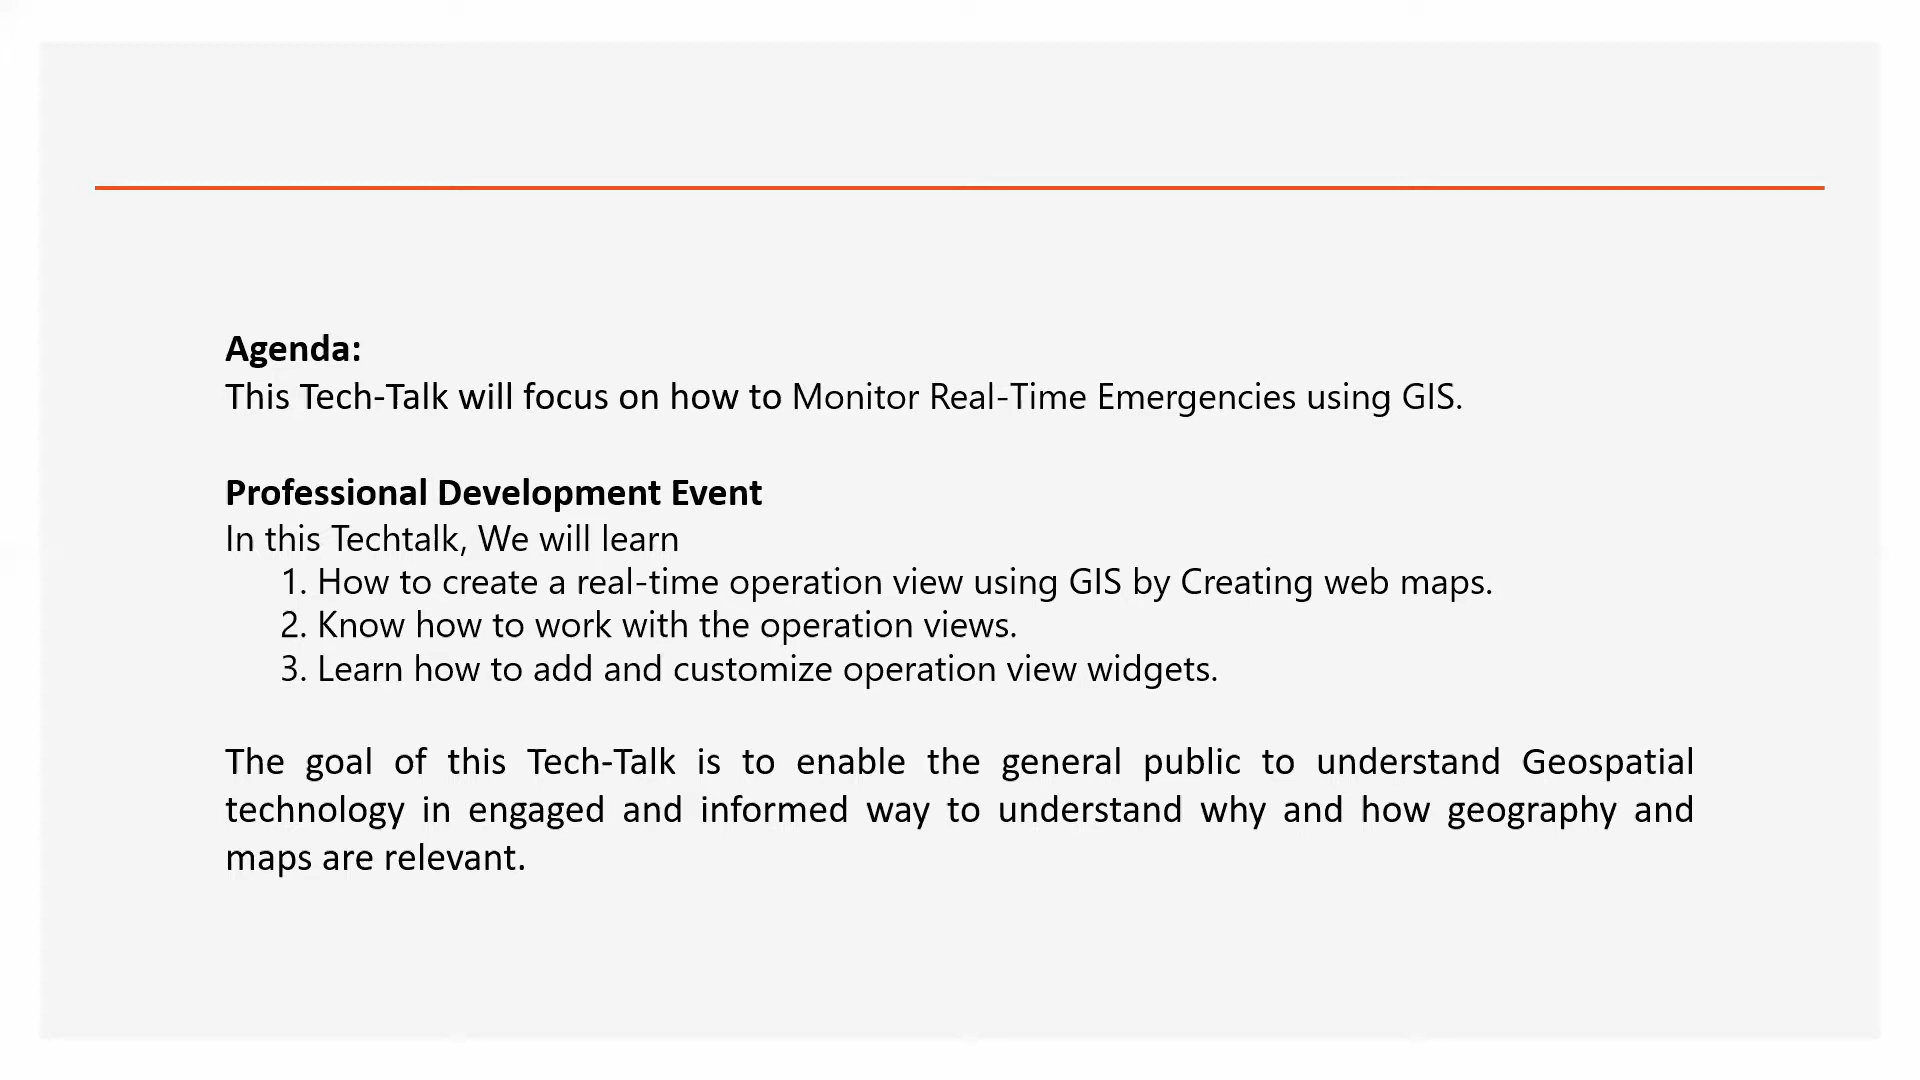 Agenda:
This Tech-Talk will focus on how to Monitor Real-Time Emergencies using GIS.
Professional Development Event
In this Techtalk, We will learn
1. How to create a real-time operation view using GIS by Creating web maps.
2. Know how to work with the operation views.
3. Learn how to add and customize operation view widgets.
The goal of this Tech-Talk is to enable the general public to understand Geospatial
technology in engaged and informed way to understand why and how geography and
maps are relevant.